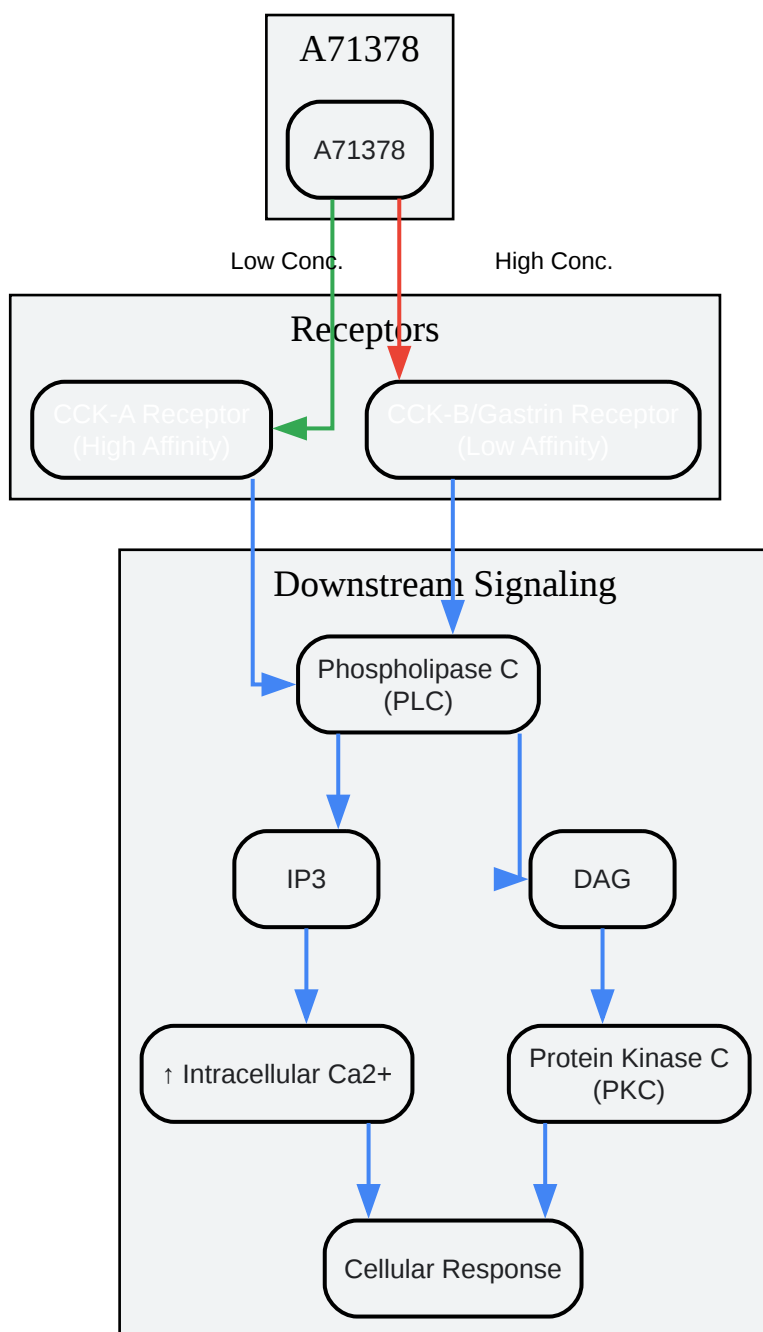 A71378
A71378
Low Conc.
High Conc.
Receptors
CCK-A Receptor
(High Affinity)
CCK-B/Gastrin Receptor
(Low Affinity)
Downstream Signaling
Phospholipase C
(PLC)
IP3
DAG
↑ Intracellular Ca2+
Protein Kinase C
(PKC)
Cellular Response